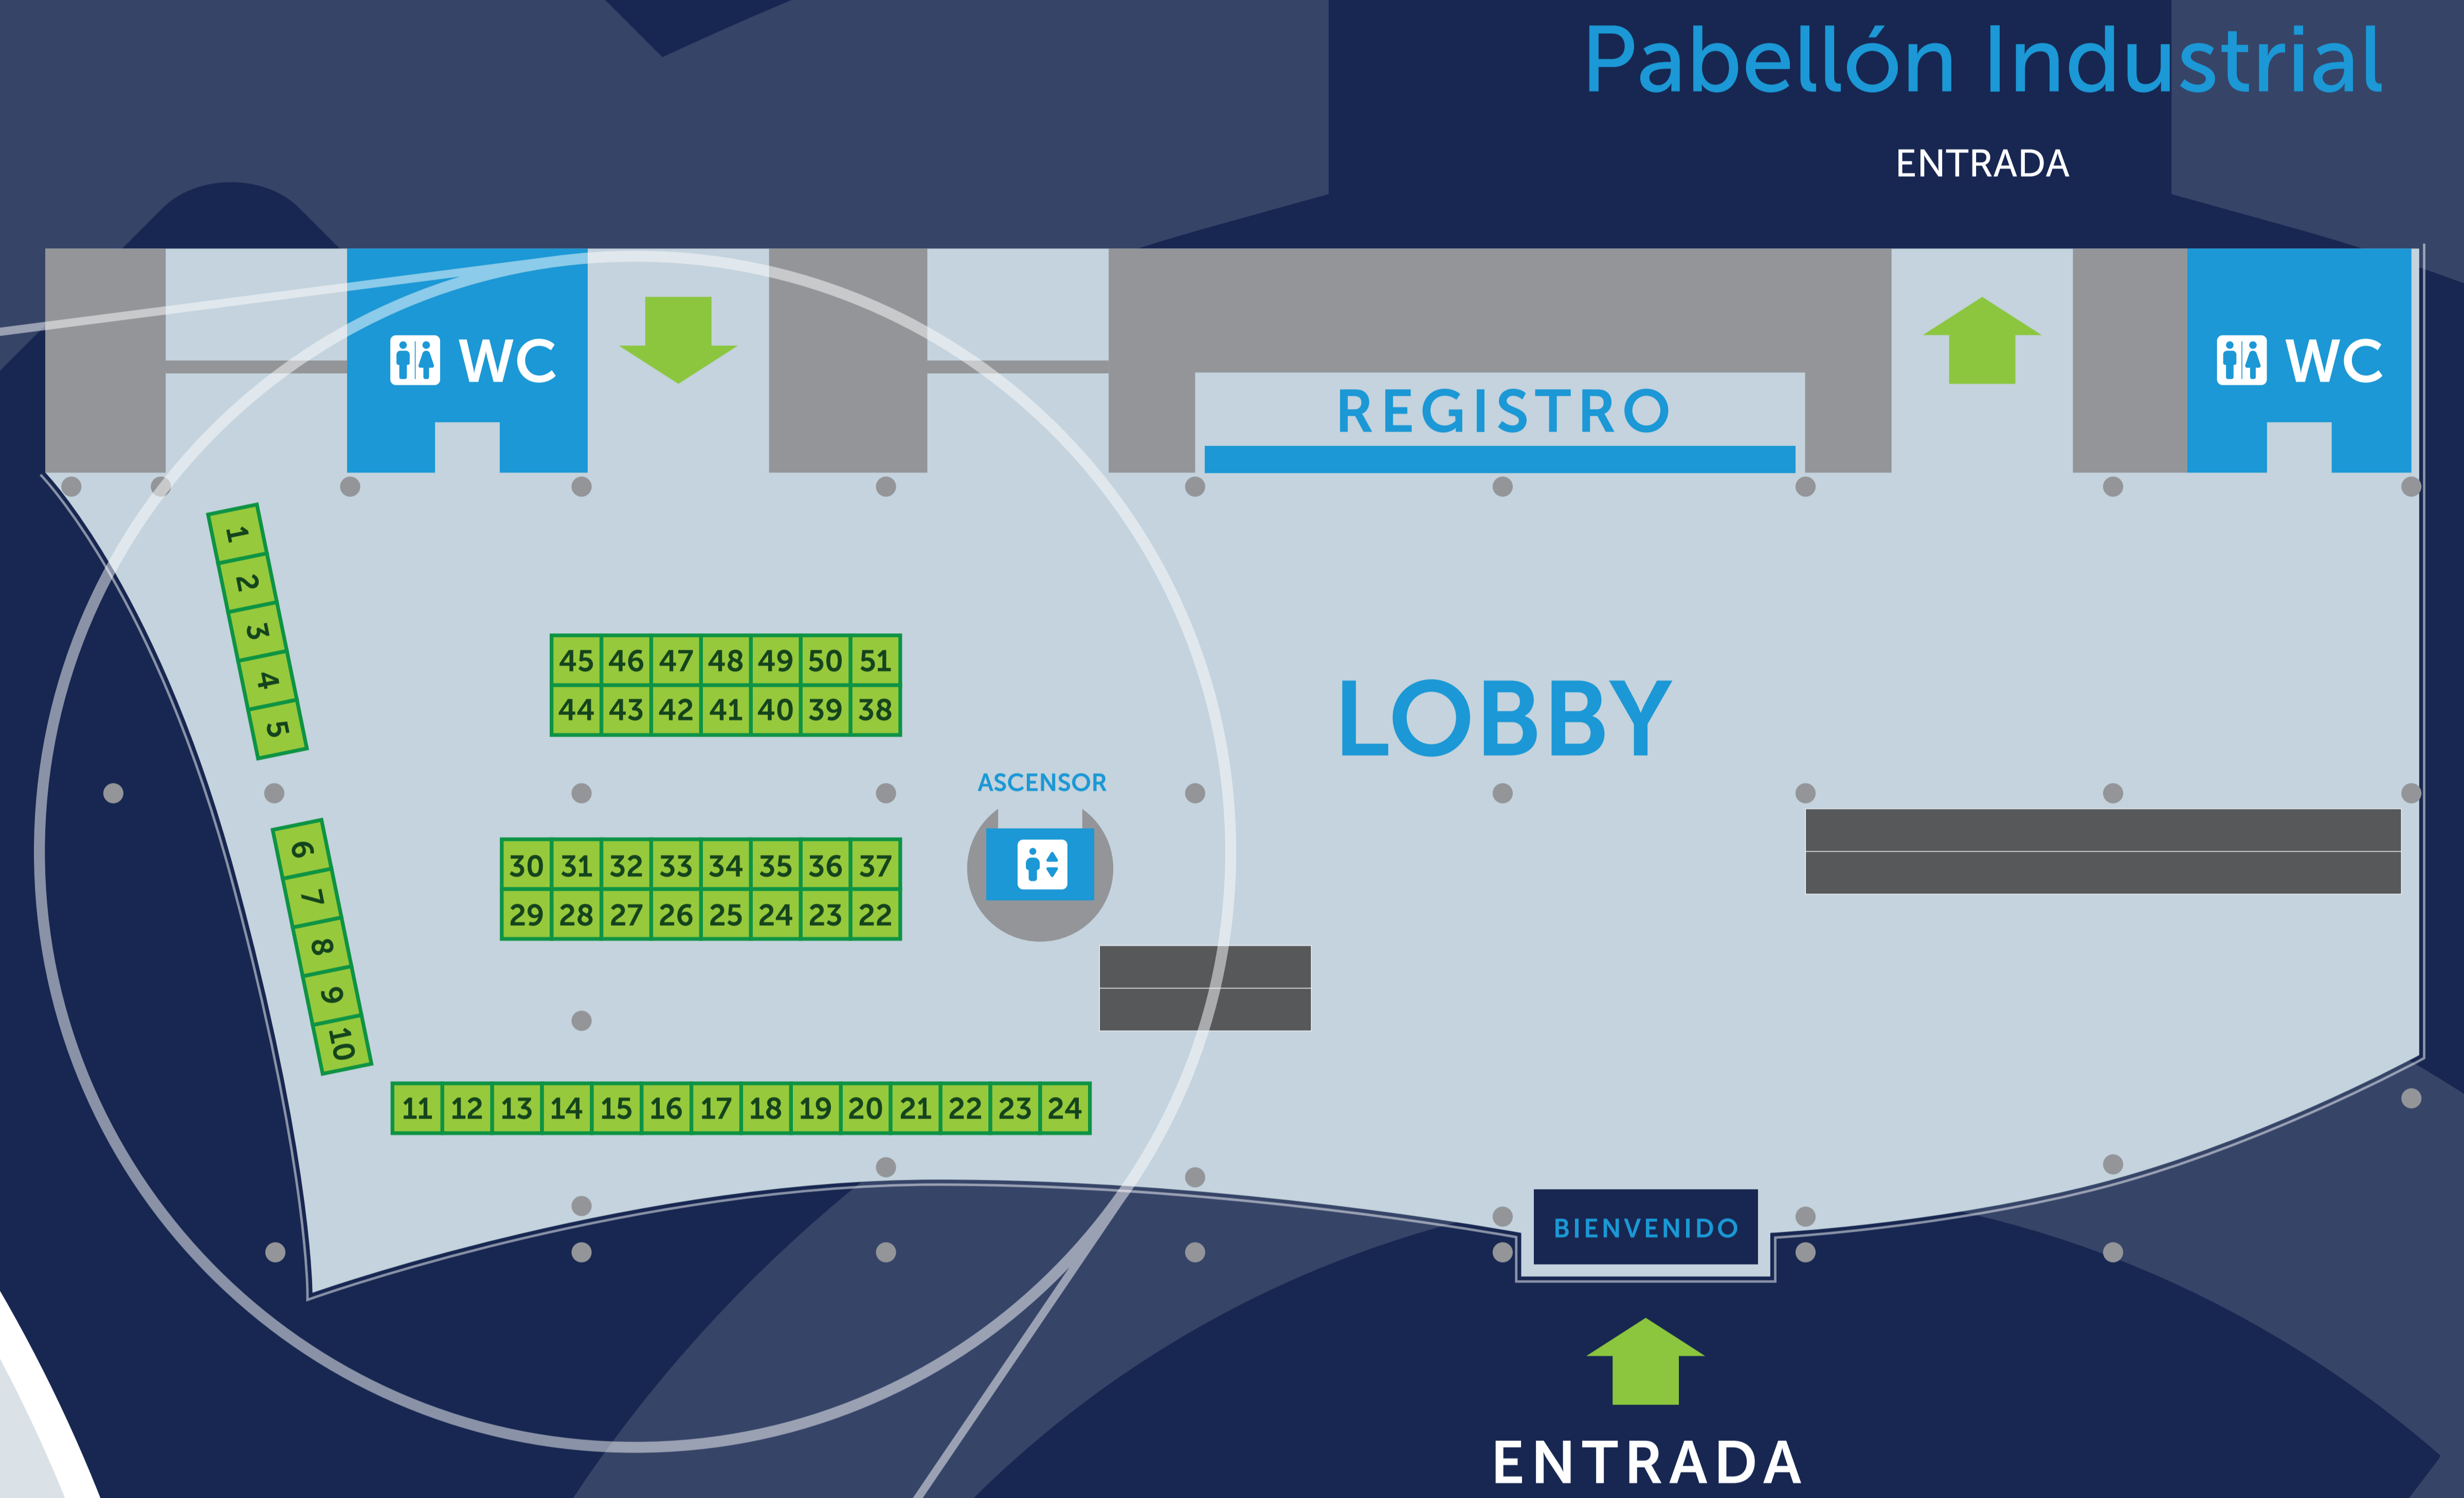 Pabellón Industrial
ENTRADA
WC
WC
REGISTRO
1
2
3
4
5
45 46 47 48 49 50 51
44 43 42 41 40 39 38
LOBBY
ASCENSOR
6
7
8
9
10
30 31 32 33 34 35 36 37
29 28 27 26 25 24 23 22
11 12 13 14 15 16 17 18 19 20 21 22 23 24
BIENVENIDO
ENTRADA